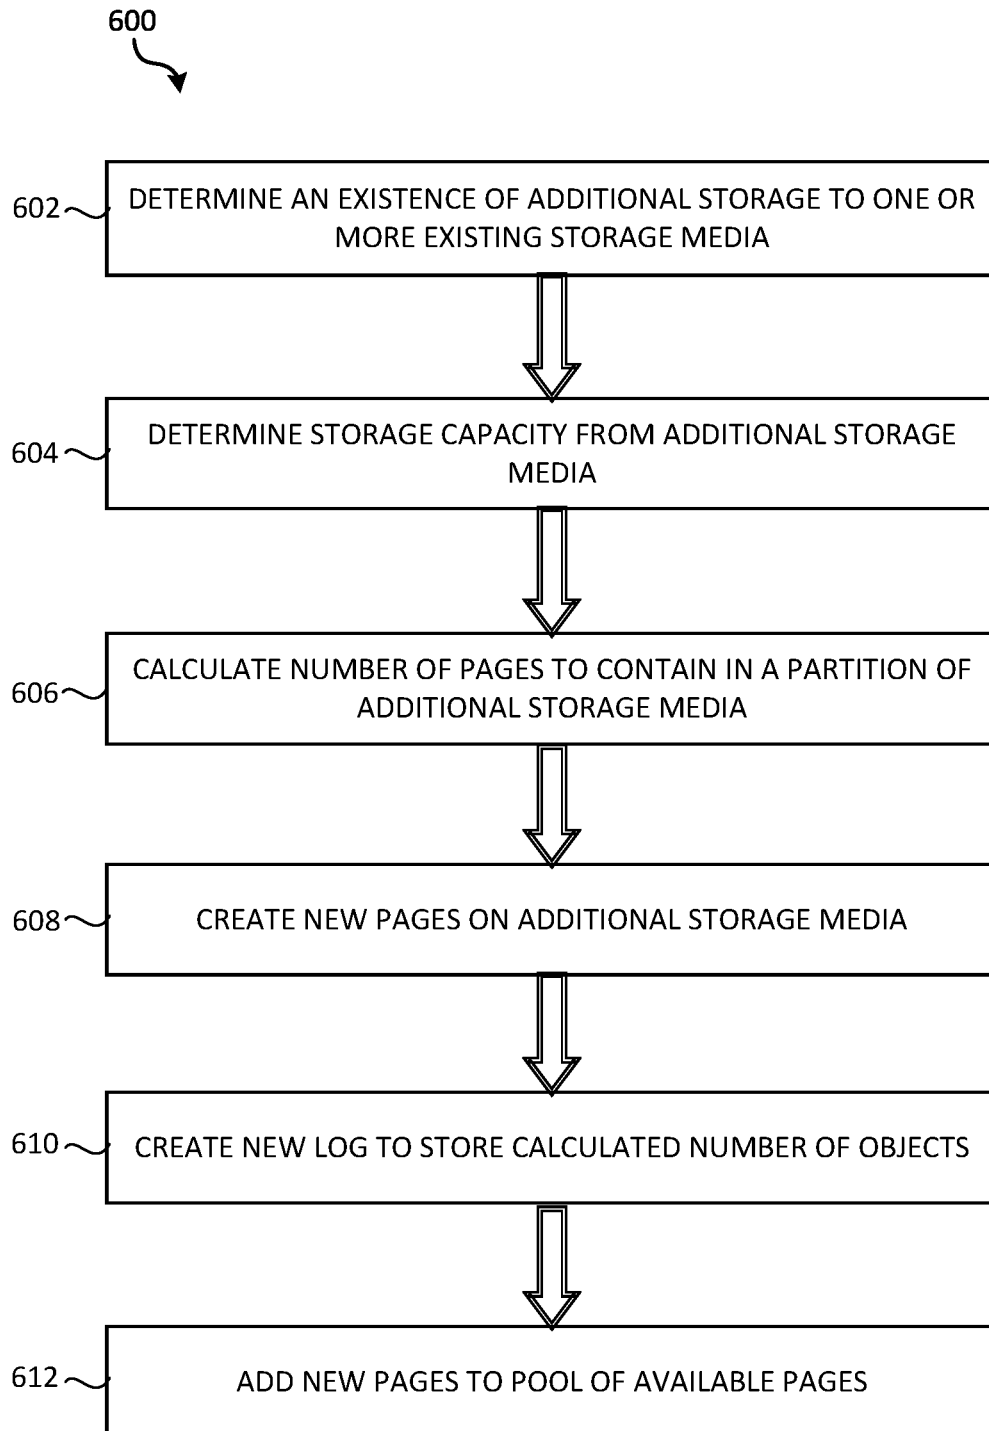 600
602
DETERMINE AN EXISTENCE OF ADDITIONAL STORAGE TO ONE OR
MORE EXISTING STORAGE MEDIA
604
DETERMINE STORAGE CAPACITY FROM ADDITIONAL STORAGE
MEDIA
606
CALCULATE NUMBER OF PAGES TO CONTAIN IN A PARTITION OF
ADDITIONAL STORAGE MEDIA
608
CREATE NEW PAGES ON ADDITIONAL STORAGE MEDIA
610
CREATE NEW LOG TO STORE CALCULATED NUMBER OF OBJECTS
612
ADD NEW PAGES TO POOL OF AVAILABLE PAGES